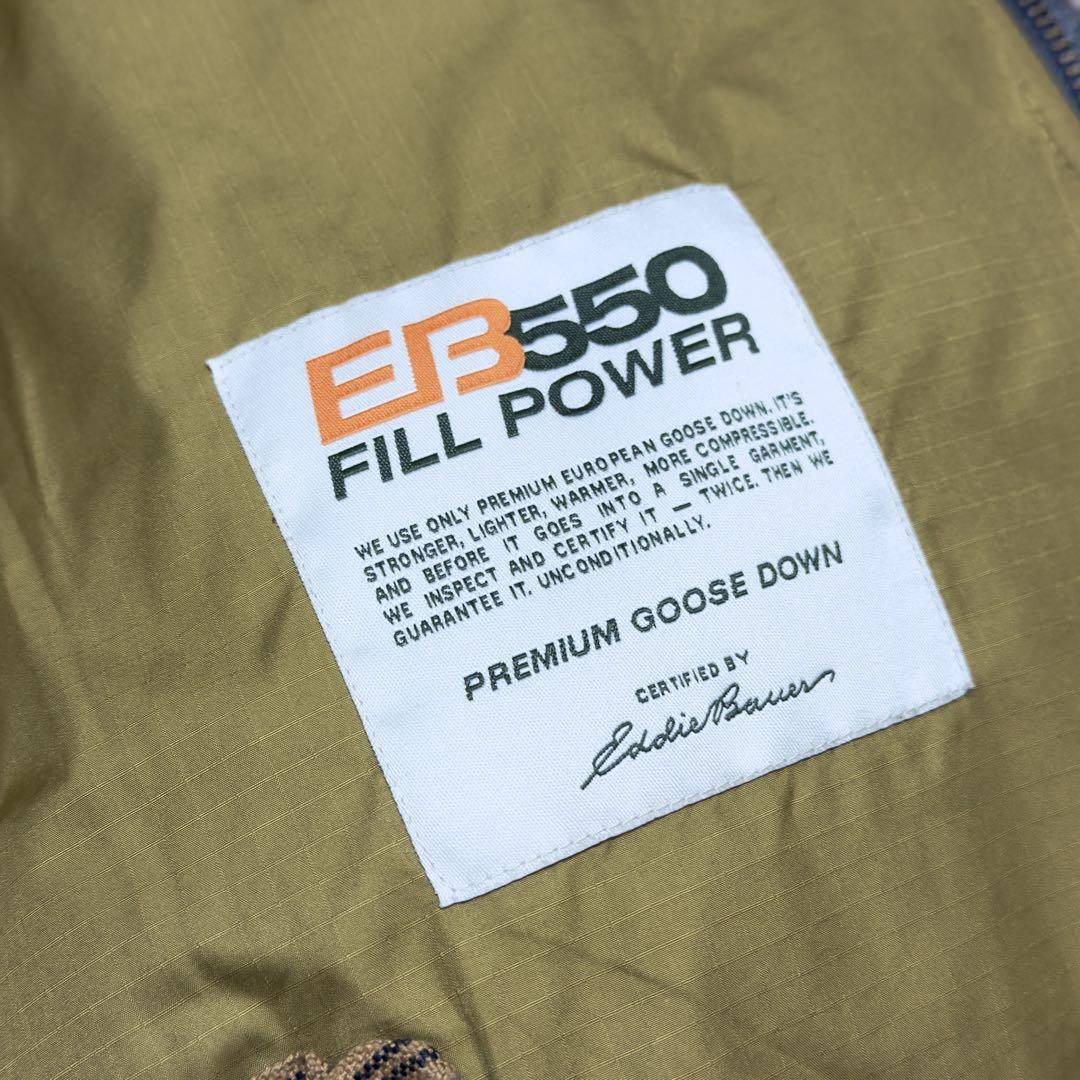 EB550
FILL POWER
WE USE ONLY PREMIUM EUROPEAN GOOSE DOWN. IT'S
STRONGER, LIGHTER, WARMER, MORE COMPRESSIBLE.
AND BEFORE IT GOES INTO A SINGLE GARMENT,
WE INSPECT AND CERTIFY IT — TWICE. THEN WE
GUARANTEE IT. UNCONDITIONALLY.
PREMIUM GOOSE DOWN
CERTIFIED BY
Eddie Bauer